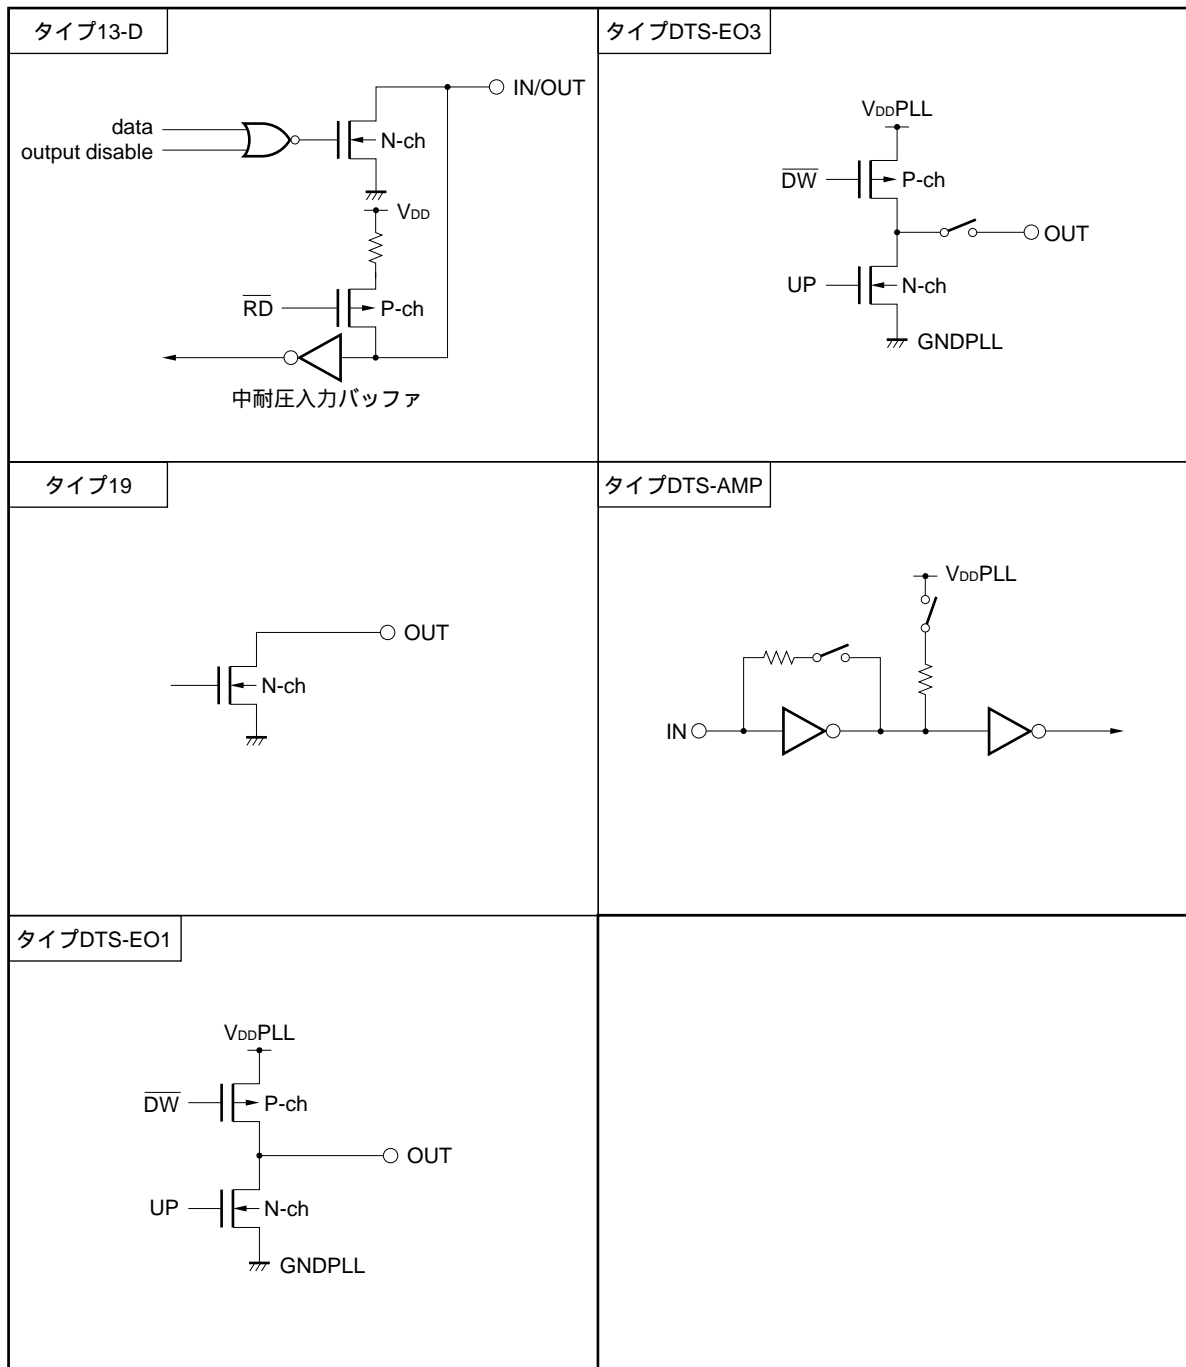 タイプ13-D
IN/OUT
data
output disable
N-ch
VDD
RD
P-ch
中耐圧入力バッファ
タイプDTS-EO3
VDDPLL
DW
P-ch
OUT
UP
N-ch
GNDPLL
タイプ19
OUT
N-ch
タイプDTS-AMP
VDDPLL
IN
タイプDTS-EO1
VDDPLL
DW
P-ch
OUT
UP
N-ch
GNDPLL